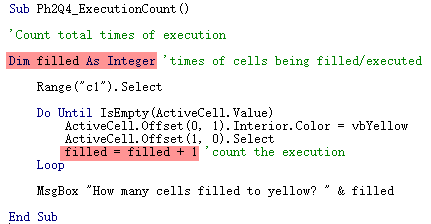 Sub Ph2Q4_ExecutionCount()
'Count total times of execution
Dim filled As Integer 'times of cells being filled/executed
Range("c1").Select
Do Until IsEmpty(ActiveCell.Value)
ActiveCell.Offset(0, 1).Interior.Color = vbYellow
ActiveCell.Offset(1, 0).Select
filled = filled + 1 'count the execution
Loop
MsgBox "How many cells filled to yellow? " & filled
End Sub